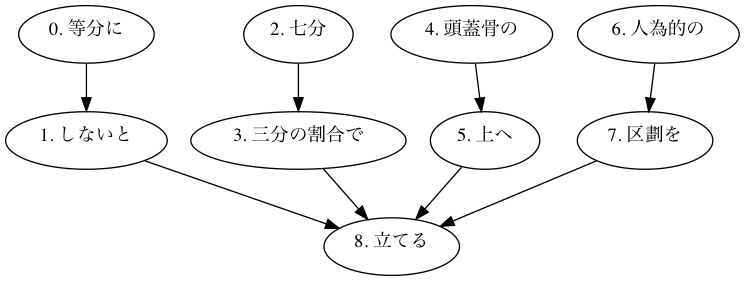 0. 等分に
2. 七分
4. 頭蓋骨の
6. 人為的の
1. しないと
3. 三分の割合で
5. 上へ
7. 区劃を
8. 立てる